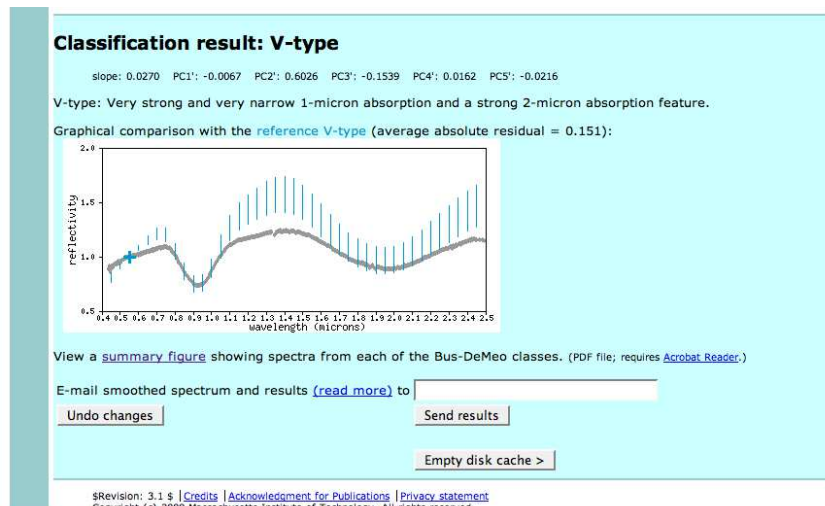 Classification result: V-type
slope: 0.0270 PC1': -0.0067 PC2': 0.6026 PC3': -0.1539 PC4': 0.0162 PC5': -0.0216
V-type: Very strong and very narrow 1-micron absorption and a strong 2-micron absorption feature.
Graphical comparison with the reference V-type (average absolute residual = 0.151):
2.0
1.5
1.0
0.5
reflectivity
0.4 0.5 0.6 0.7 0.8 0.9 1.0 1.1 1.2 1.3 1.4 1.5 1.6 1.7 1.8 1.9 2.0 2.1 2.2 2.3 2.4 2.5
wavelength (microns)
View a summary figure showing spectra from each of the Bus-DeMeo classes. (PDF file; requires Acrobat Reader.)
E-mail smoothed spectrum and results (read more) to
Undo changes Send results
Empty disk cache >
$Revision: 3.1 $ | Credits | Acknowledgment for Publications | Privacy statement